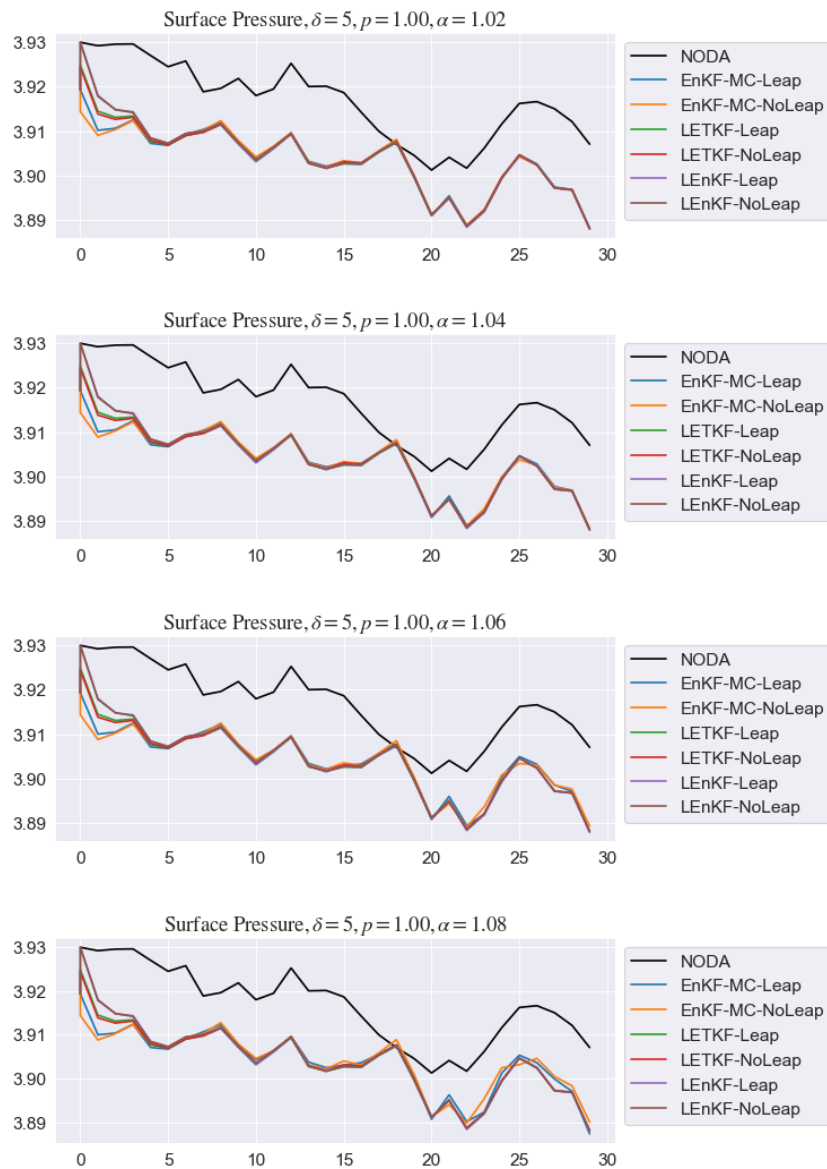 Surface Pressure, δ = 5, p = 1.00, α = 1.02
3.93
3.92
3.91
3.90
3.89
0 5 10 15 20 25 30
NODA
EnKF-MC-Leap
EnKF-MC-NoLeap
LETKF-Leap
LETKF-NoLeap
LEnKF-Leap
LEnKF-NoLeap
Surface Pressure, δ = 5, p = 1.00, α = 1.04
3.93
3.92
3.91
3.90
3.89
0 5 10 15 20 25 30
NODA
EnKF-MC-Leap
EnKF-MC-NoLeap
LETKF-Leap
LETKF-NoLeap
LEnKF-Leap
LEnKF-NoLeap
Surface Pressure, δ = 5, p = 1.00, α = 1.06
3.93
3.92
3.91
3.90
3.89
0 5 10 15 20 25 30
NODA
EnKF-MC-Leap
EnKF-MC-NoLeap
LETKF-Leap
LETKF-NoLeap
LEnKF-Leap
LEnKF-NoLeap
Surface Pressure, δ = 5, p = 1.00, α = 1.08
3.93
3.92
3.91
3.90
3.89
0 5 10 15 20 25 30
NODA
EnKF-MC-Leap
EnKF-MC-NoLeap
LETKF-Leap
LETKF-NoLeap
LEnKF-Leap
LEnKF-NoLeap